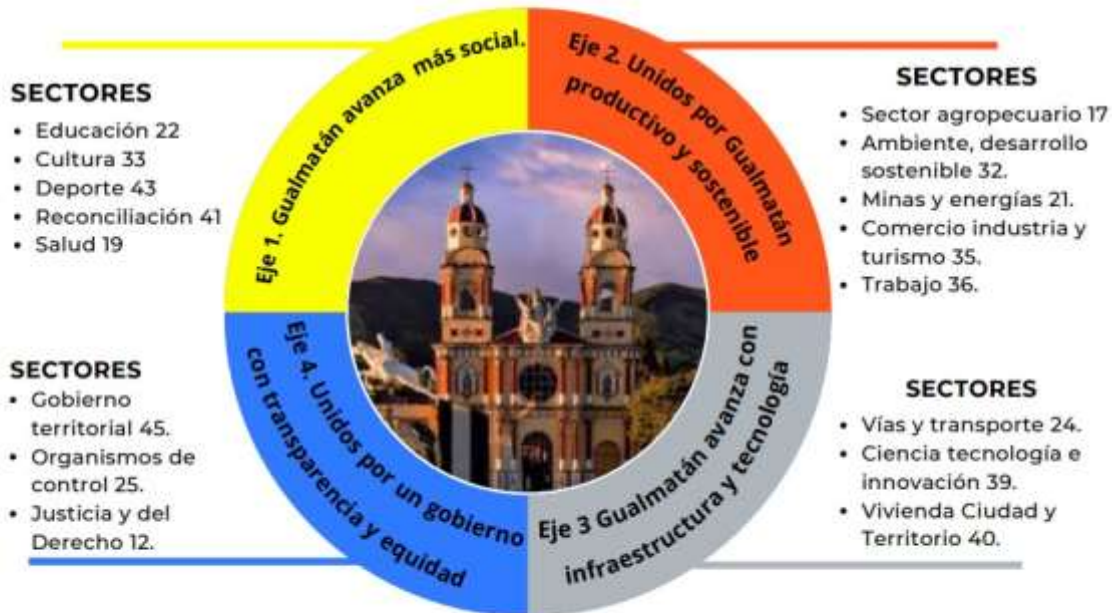 Eje 1. Gualmatán avanza más social.
SECTORES
• Educación 22
• Cultura 33
• Deporte 43
• Reconciliación 41
• Salud 19
Eje 2. Unidos por Gualmatán
productivo y sostenible
SECTORES
• Sector agropecuario 17
• Ambiente, desarrollo
sostenible 32.
• Minas y energías 21.
• Comercio industria y
turismo 35.
• Trabajo 36.
Eje 3 Gualmatán avanza con
infraestructura y tecnología
SECTORES
• Vías y transporte 24.
• Ciencia tecnología e
innovación 39.
• Vivienda Ciudad y
Territorio 40.
Eje 4. Unidos por un gobierno
con transparencia y equidad
SECTORES
• Gobierno
territorial 45.
• Organismos de
control 25.
• Justicia y del
Derecho 12.